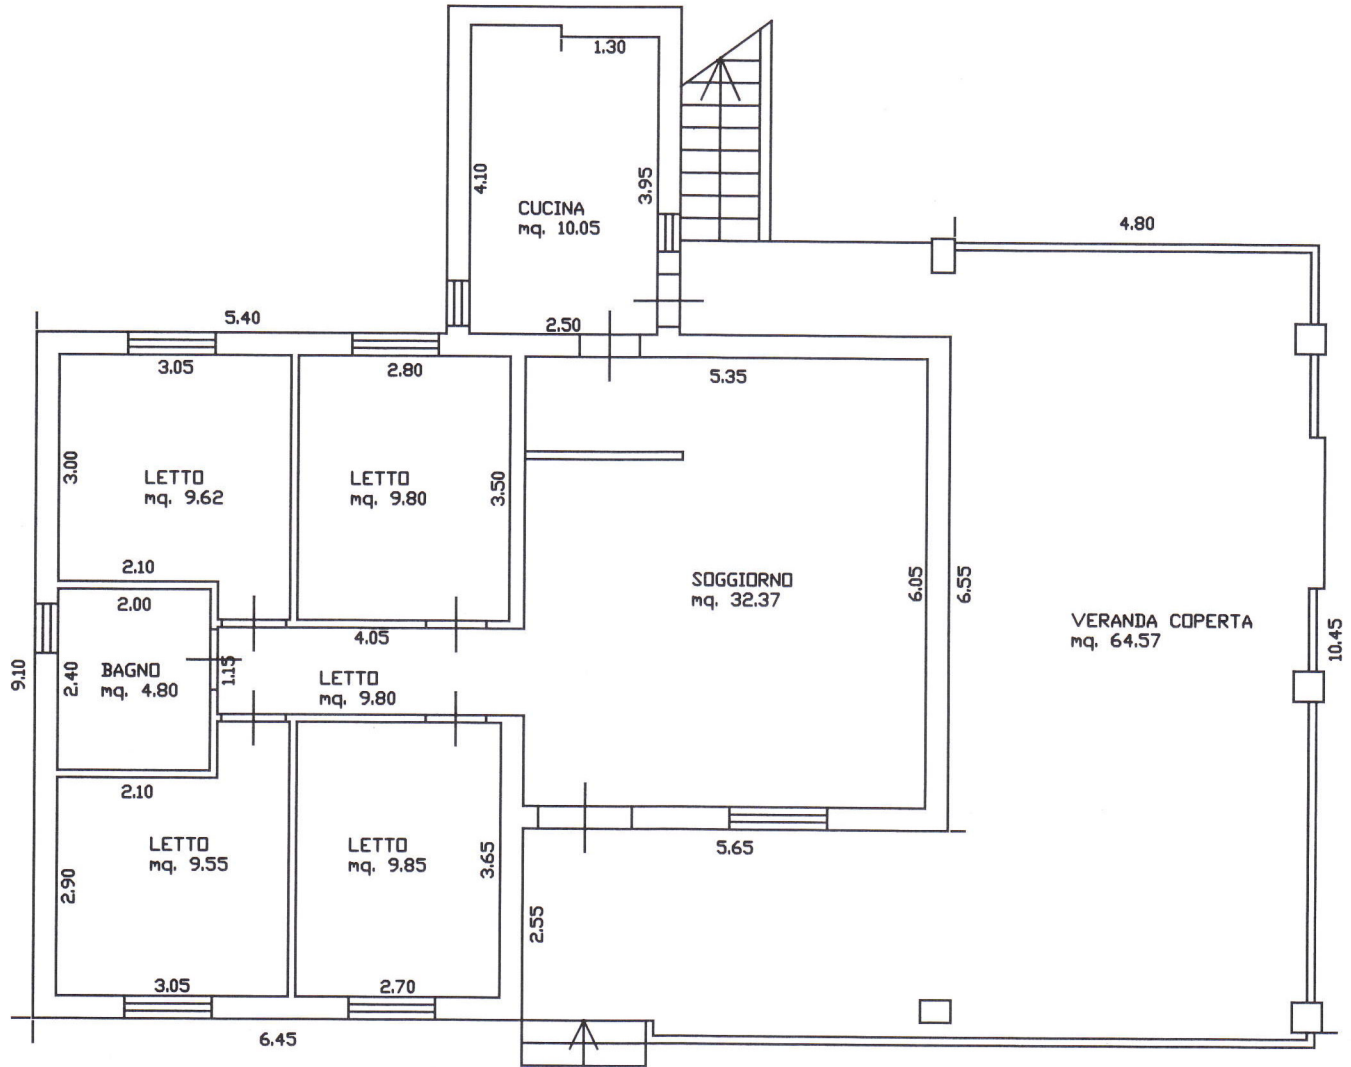 1.30
4.10
3.95
CUCINA
mq. 10.05
4.80
5.40
2.50
3.05
2.80
5.35
3.00
LETTO
mq. 9.62
LETTO
mq. 9.80
3.50
2.10
2.00
SOGGIORNO
mq. 32.37
6.05
6.55
VERANDA COPERTA
mq. 64.57
10.45
4.05
9.10
2.40
BAGNO
mq. 4.80
1.15
LETTO
mq. 9.80
2.10
LETTO
mq. 9.55
LETTO
mq. 9.85
3.65
5.65
2.90
2.55
3.05
2.70
6.45